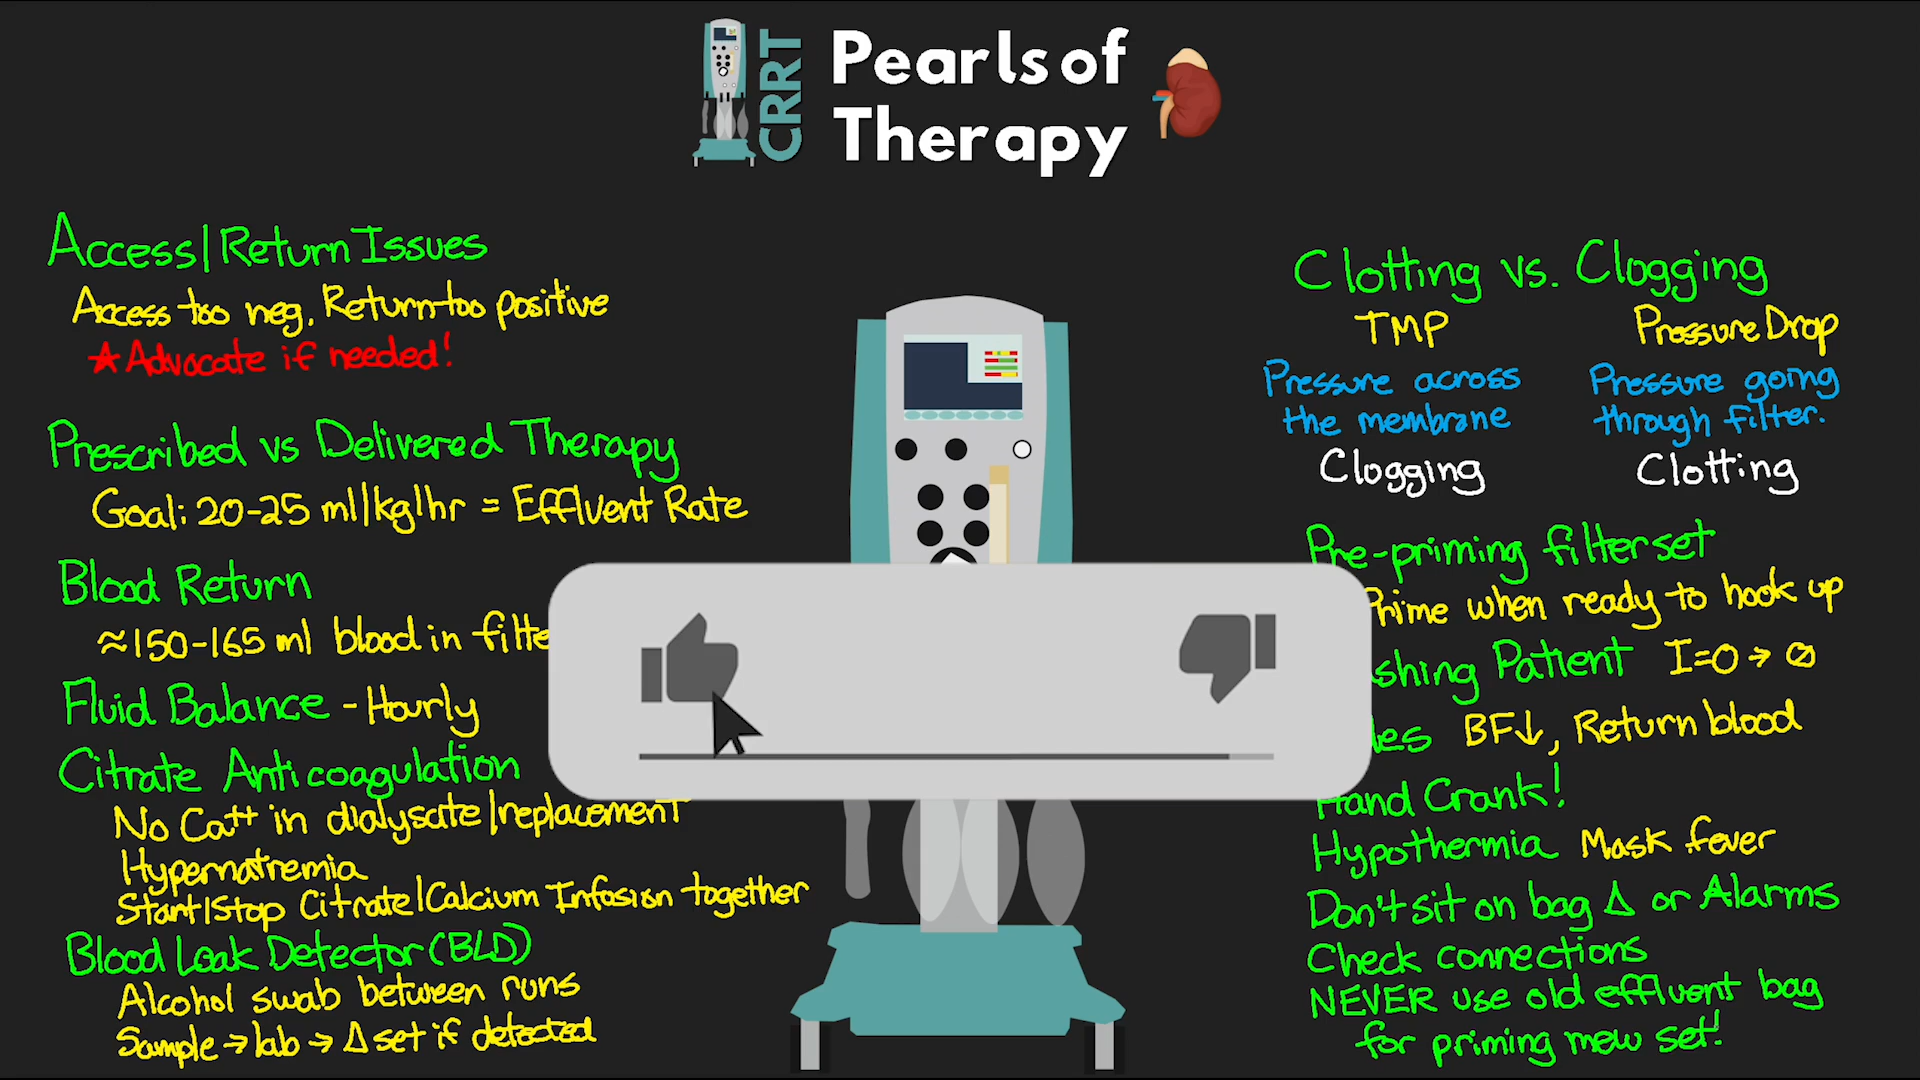 CRRT
Pearls of
Therapy
Access/Return Issues
Access too neg. Return too positive
★Advocate if needed!
Prescribed vs Delivered Therapy
Goal: 20-25 ml/kg/hr = Effluent Rate
Blood Return
≈150-165 ml blood in
Fluid Balance - Hourly
Citrate Anticoagulation
No Ca++ in dialysate/replacement
Hypernatremia
Start/Stop Citrate/Calcium Infusion together
Blood Leak Detector (BLD)
Alcohol swab between runs
Sample → lab → Δ set if detected
Clotting vs. Clogging
TMP Pressure Drop
Pressure across Pressure going
the membrane through filter.
Clogging Clotting
Pre-priming filter set
Prime when ready to hook up
Patient I=O → ∅
BF↓, Return blood
Hand Crank!
Hypothermia Mask fever
Don't sit on bag Δ or Alarms
Check connections
NEVER use old effluent bag
for priming new set!